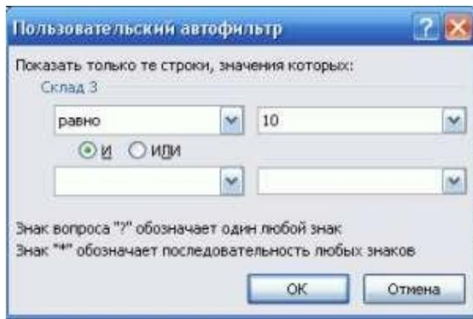 Пользовательский автофильтр
Показать только те строки, значения которых:
Склад 3
равно 10
И ИЛИ
Знак вопроса "?" обозначает один любой знак
Знак "*" обозначает последовательность любых знаков
OK Отмена